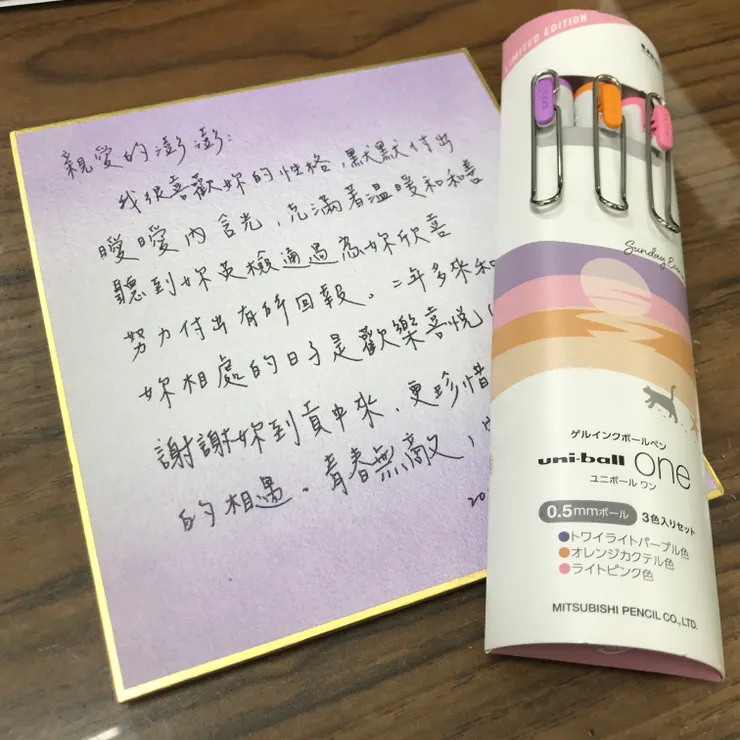 親愛的澎澎：
我很喜歡妳的性格，默默付出
曖曖內含光，充滿著溫暖和和善
聽到妳英檢通過為妳欣喜
努力付出有所回報。二年多來和
妳相處的日子是歡樂喜悅
謝謝妳到貢中來，更珍惜
的相遇。青春無敵，
20
LIMITED EDITION
Sunday
ゲルインクボールペン
uni-ball one
ユニボール ワン
0.5mmボール 3色入りセット
トワイライトパープル色
オレンジカクテル色
ライトピンク色
MITSUBISHI PENCIL CO., LTD.